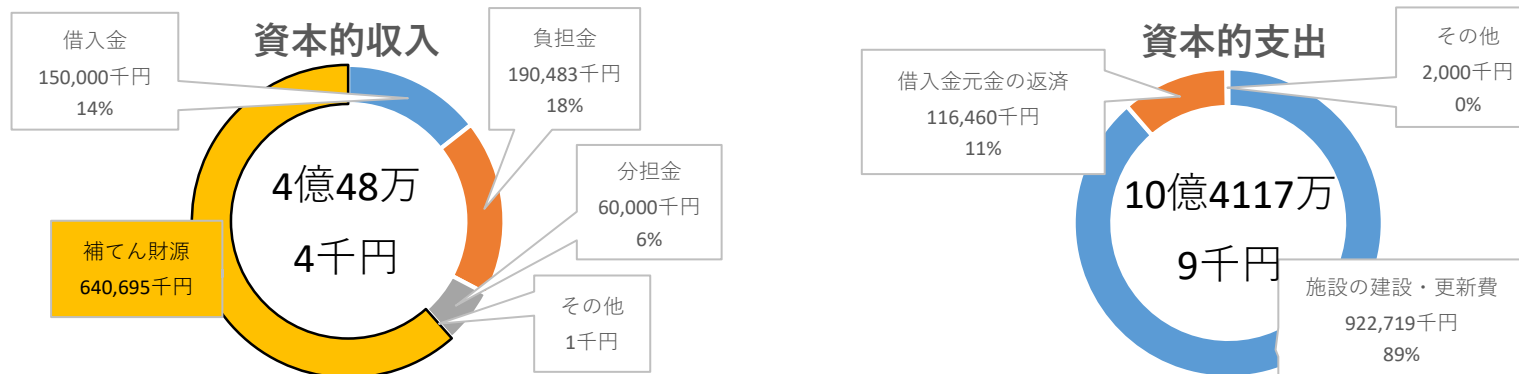 資本的収入
借入金
150,000千円
14%
負担金
190,483千円
18%
分担金
60,000千円
6%
その他
1千円
補てん財源
640,695千円
4億48万
4千円
資本的支出
借入金元金の返済
116,460千円
11%
その他
2,000千円
0%
10億4117万
9千円
施設の建設・更新費
922,719千円
89%